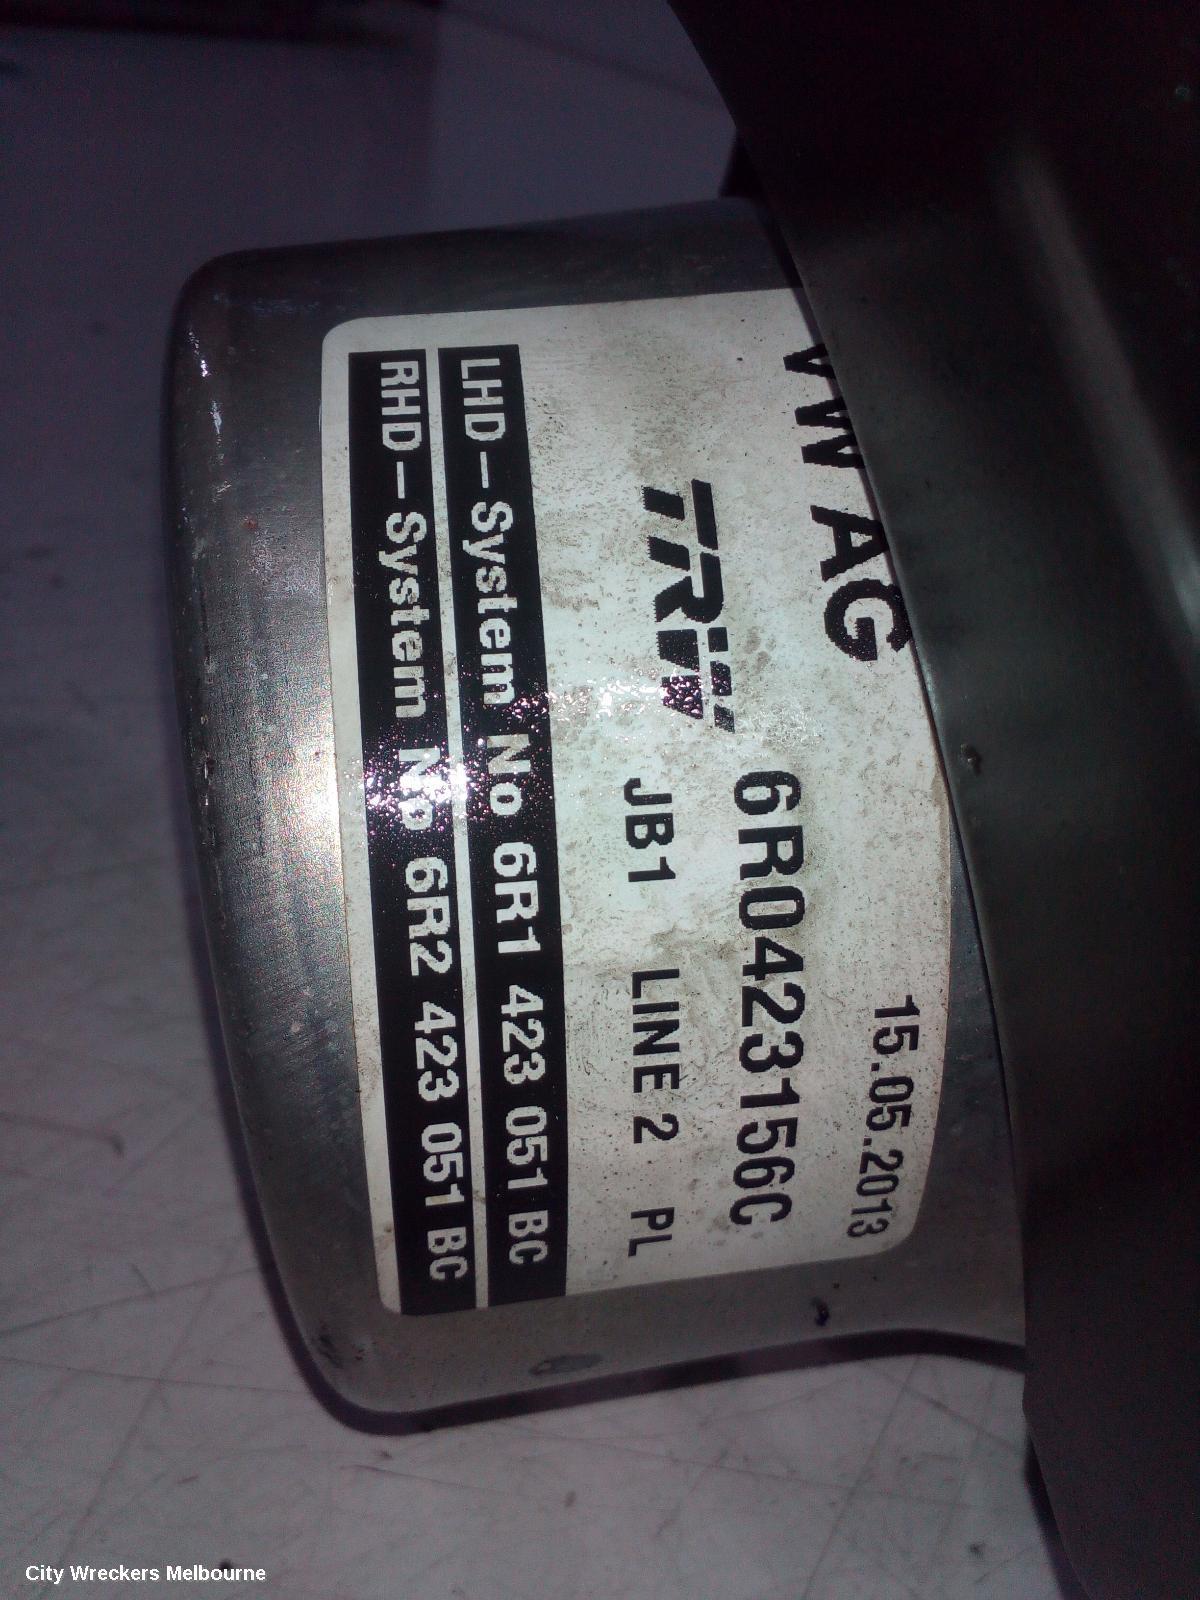 VW AG
15.05.2013
TRW
6R0423156C
JB1 LINE 2 PL
LHD-System No 6R1 423 051 BC
RHD-System No 6R2 423 051 BC
City Wreckers Melbourne